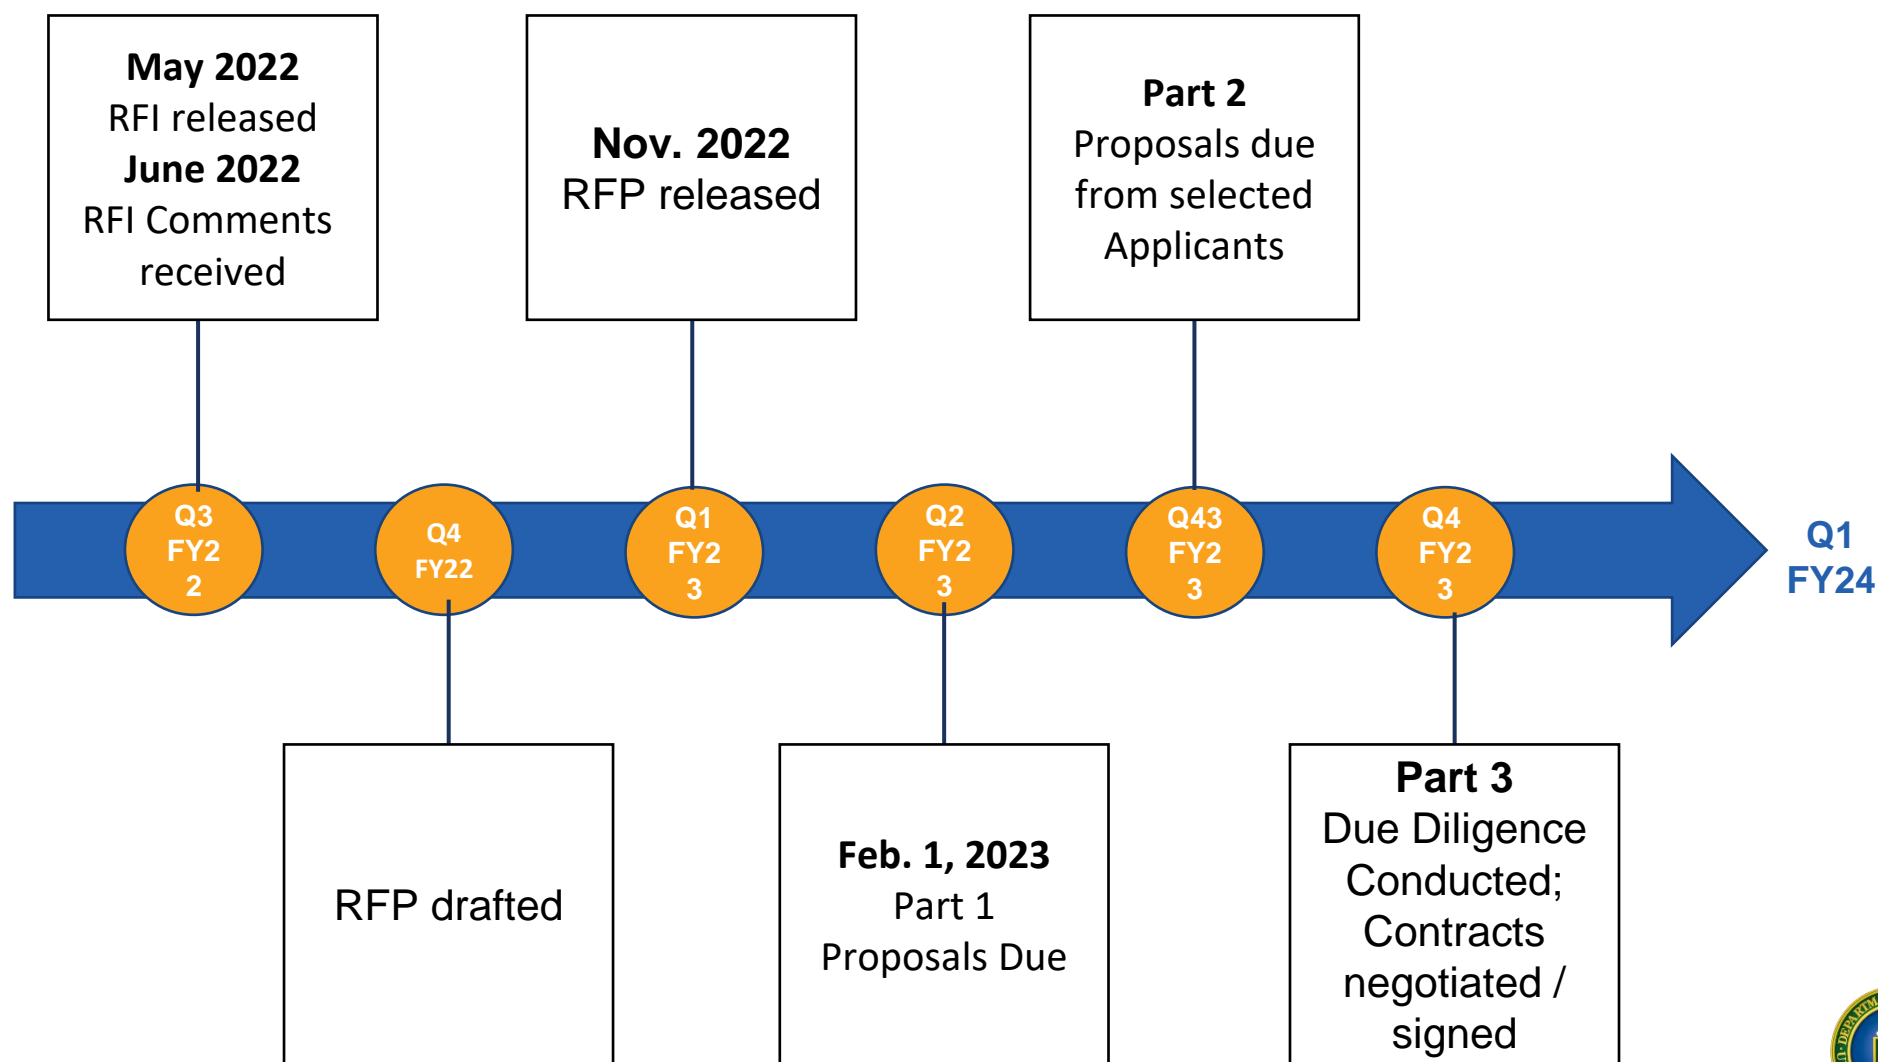 May 2022
RFI released
June 2022
RFI Comments
received
Nov. 2022
RFP released
Part 2
Proposals due
from selected
Applicants
Q3
FY2
2
Q4
FY22
Q1
FY2
3
Q2
FY2
3
Q43
FY2
3
Q4
FY2
3
Q1
FY24
RFP drafted
Feb. 1, 2023
Part 1
Proposals Due
Part 3
Due Diligence
Conducted;
Contracts
negotiated /
signed